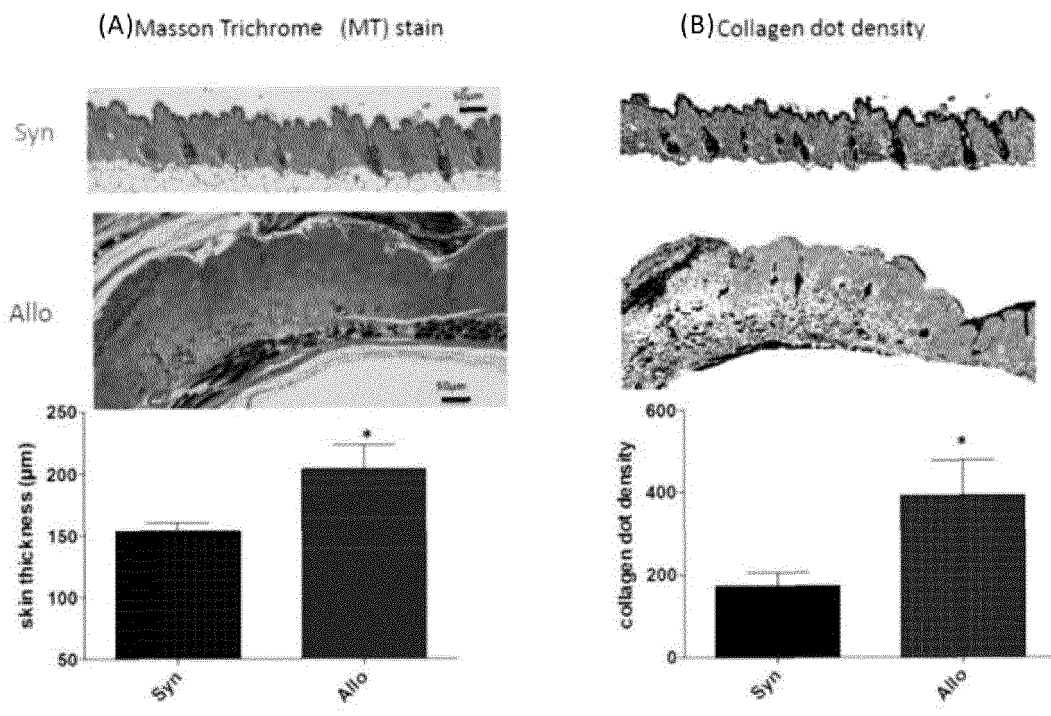 (A) Masson Trichrome (MT) stain
(B) Collagen dot density
Syn
50µm
Allo
50µm
250
200
150
100
50
skin thickness (µm)
*
Syn
Allo
600
400
200
0
collagen dot density
*
Syn
Allo